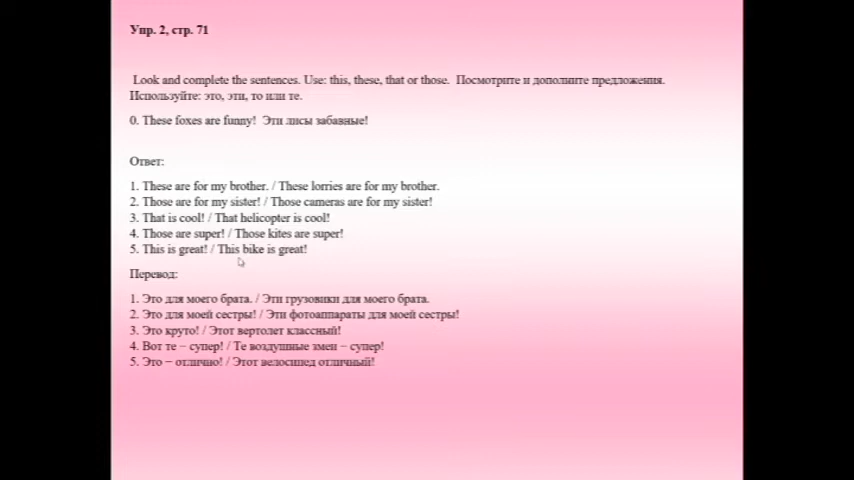 Упр. 2, стр. 71
Look and complete the sentences. Use: this, these, that or those. Посмотрите и дополните предложения.
Используйте: это, эти, то или те.
0. These foxes are funny! Эти лисы забавные!
Ответ:
1. These are for my brother. / These lorries are for my brother.
2. Those are for my sister! / Those cameras are for my sister!
3. That is cool! / That helicopter is cool!
4. Those are super! / Those kites are super!
5. This is great! / This bike is great!
Перевод:
1. Это для моего брата. / Эти грузовики для моего брата.
2. Это для моей сестры! / Эти фотоаппараты для моей сестры!
3. Это круто! / Этот вертолет классный!
4. Вот те – супер! / Те воздушные змеи – супер!
5. Это – отлично! / Этот велосипед отличный!